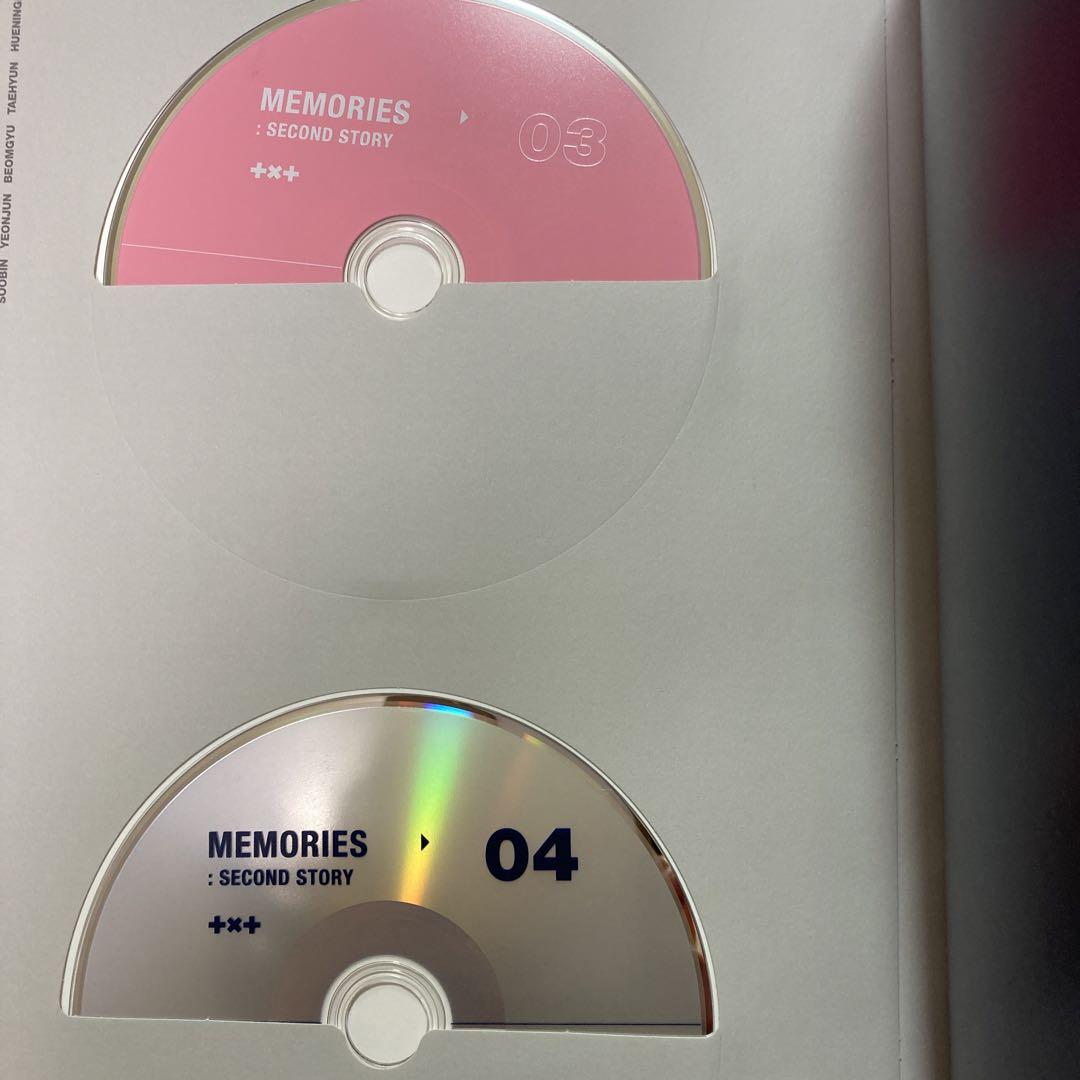 SOOBIN YEONJUN BEOMGYU TAEHYUN HUENING
MEMORIES
: SECOND STORY
03
+×+
MEMORIES
: SECOND STORY
04
+×+